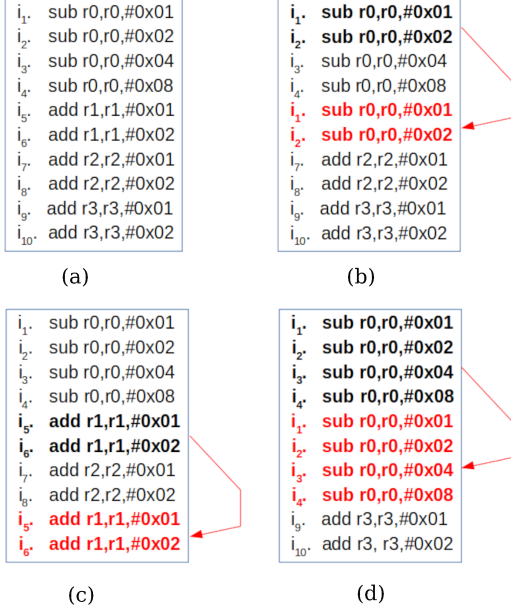 i1. sub r0,r0,#0x01
i2. sub r0,r0,#0x02
i3. sub r0,r0,#0x04
i4. sub r0,r0,#0x08
i5. add r1,r1,#0x01
i6. add r1,r1,#0x02
i7. add r2,r2,#0x01
i8. add r2,r2,#0x02
i9. add r3,r3,#0x01
i10. add r3,r3,#0x02
(a)
i1. sub r0,r0,#0x01
i2. sub r0,r0,#0x02
i3. sub r0,r0,#0x04
i4. sub r0,r0,#0x08
i1. sub r0,r0,#0x01
i2. sub r0,r0,#0x02
i7. add r2,r2,#0x01
i8. add r2,r2,#0x02
i9. add r3,r3,#0x01
i10. add r3,r3,#0x02
(b)
i1. sub r0,r0,#0x01
i2. sub r0,r0,#0x02
i3. sub r0,r0,#0x04
i4. sub r0,r0,#0x08
i5. add r1,r1,#0x01
i6. add r1,r1,#0x02
i7. add r2,r2,#0x01
i8. add r2,r2,#0x02
i5. add r1,r1,#0x01
i6. add r1,r1,#0x02
(c)
i1. sub r0,r0,#0x01
i2. sub r0,r0,#0x02
i3. sub r0,r0,#0x04
i4. sub r0,r0,#0x08
i1. sub r0,r0,#0x01
i2. sub r0,r0,#0x02
i3. sub r0,r0,#0x04
i4. sub r0,r0,#0x08
i9. add r3,r3,#0x01
i10. add r3, r3,#0x02
(d)